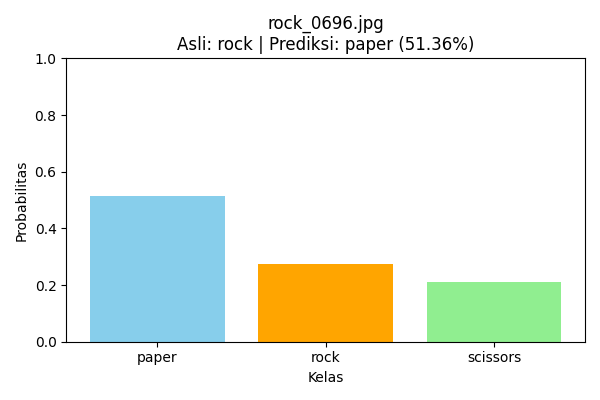 rock_0696.jpg
Asli: rock | Prediksi: paper (51.36%)
1.0
0.8
0.6
0.4
0.2
0.0
Probabilitas
paper rock scissors
Kelas